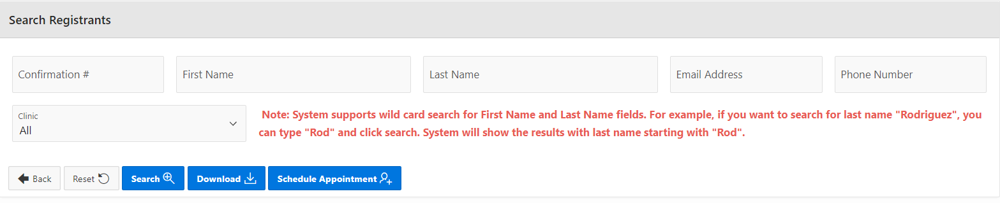 Search Registrants
Confirmation #
First Name
Last Name
Email Address
Phone Number
Clinic
All
Note: System supports wild card search for First Name and Last Name fields. For example, if you want to search for last name "Rodriguez", you
can type "Rod" and click search. System will show the results with last name starting with "Rod".
Back
Reset
Search
Download
Schedule Appointment